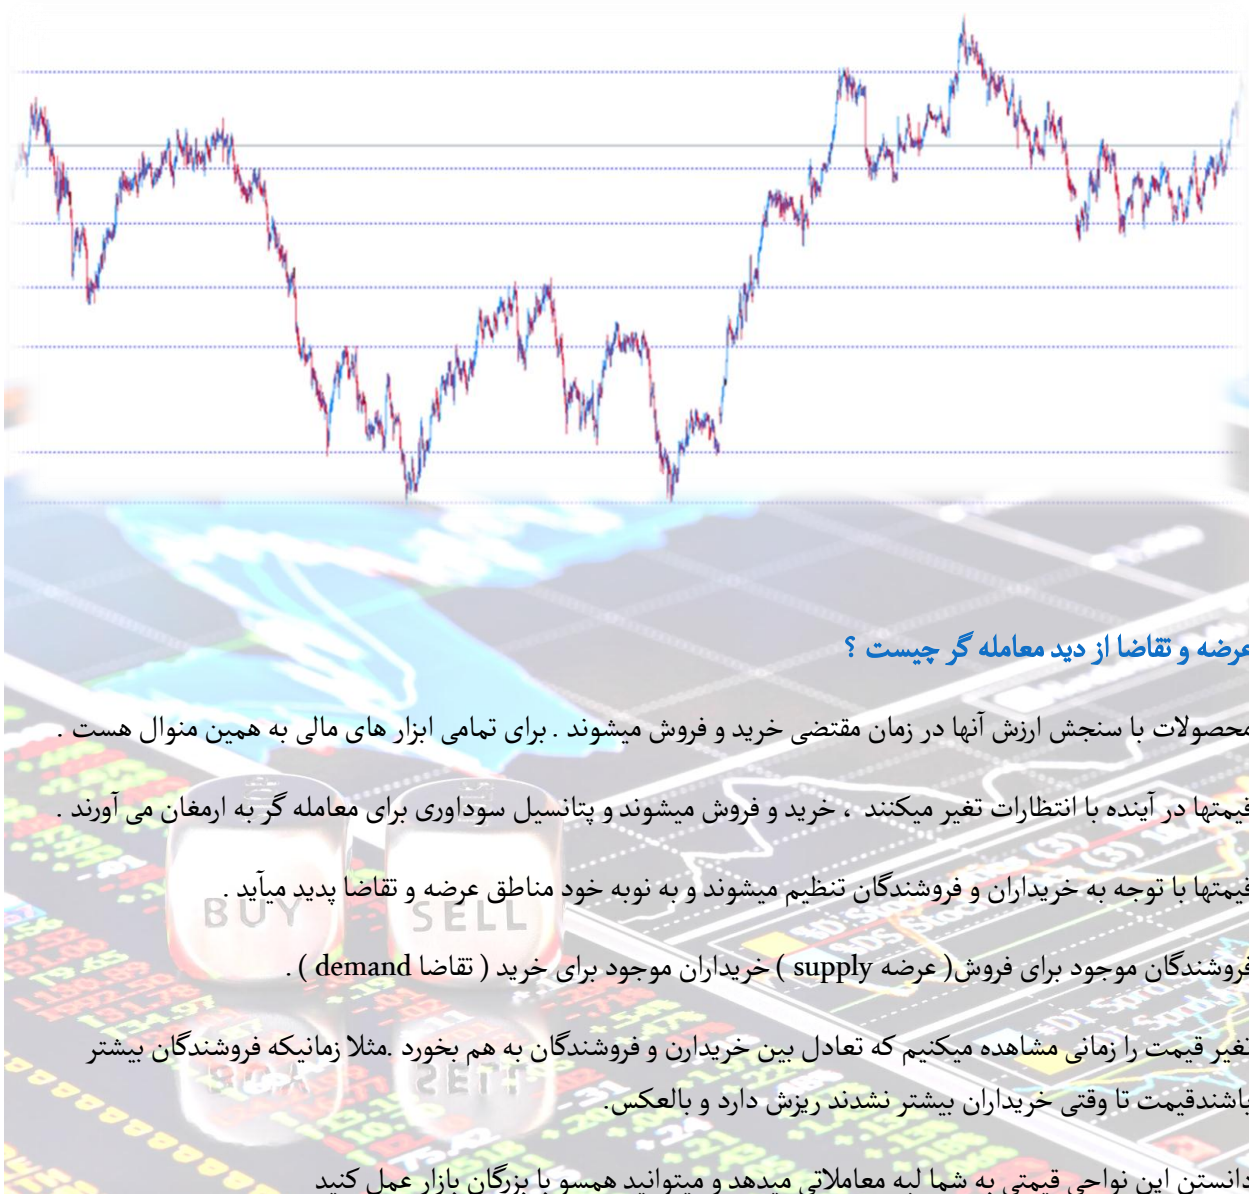 عرضه و تقاضا از دید معامله گر چیست ؟
محصولات با سنجش ارزش آنها در زمان مقتضی خرید و فروش میشوند . برای تمامی ابزار های مالی به همین منوال هست .
قیمتها در آینده با انتظارات تغیر میکنند ، خرید و فروش میشوند و پتانسیل سوداوری برای معامله گر به ارمغان می آورند .
قیمتها با توجه به خریداران و فروشندگان تنظیم میشوند و به نوبه خود مناطق عرضه و تقاضا پدید میآید .
BUY SELL
فروشندگان موجود برای فروش( عرضه supply ) خریداران موجود برای خرید ( تقاضا demand ) .
تغیر قیمت را زمانی مشاهده میکنیم که تعادل بین خریدارن و فروشندگان به هم بخورد .مثلا زمانیکه فروشندگان بیشتر
باشندقیمت تا وقتی خریداران بیشتر نشدند ریزش دارد و بالعکس.
دانستن این نواحی قیمتی به شما لبه معاملاتی میدهد و میتوانید همسو با بزرگان بازار عمل کنید